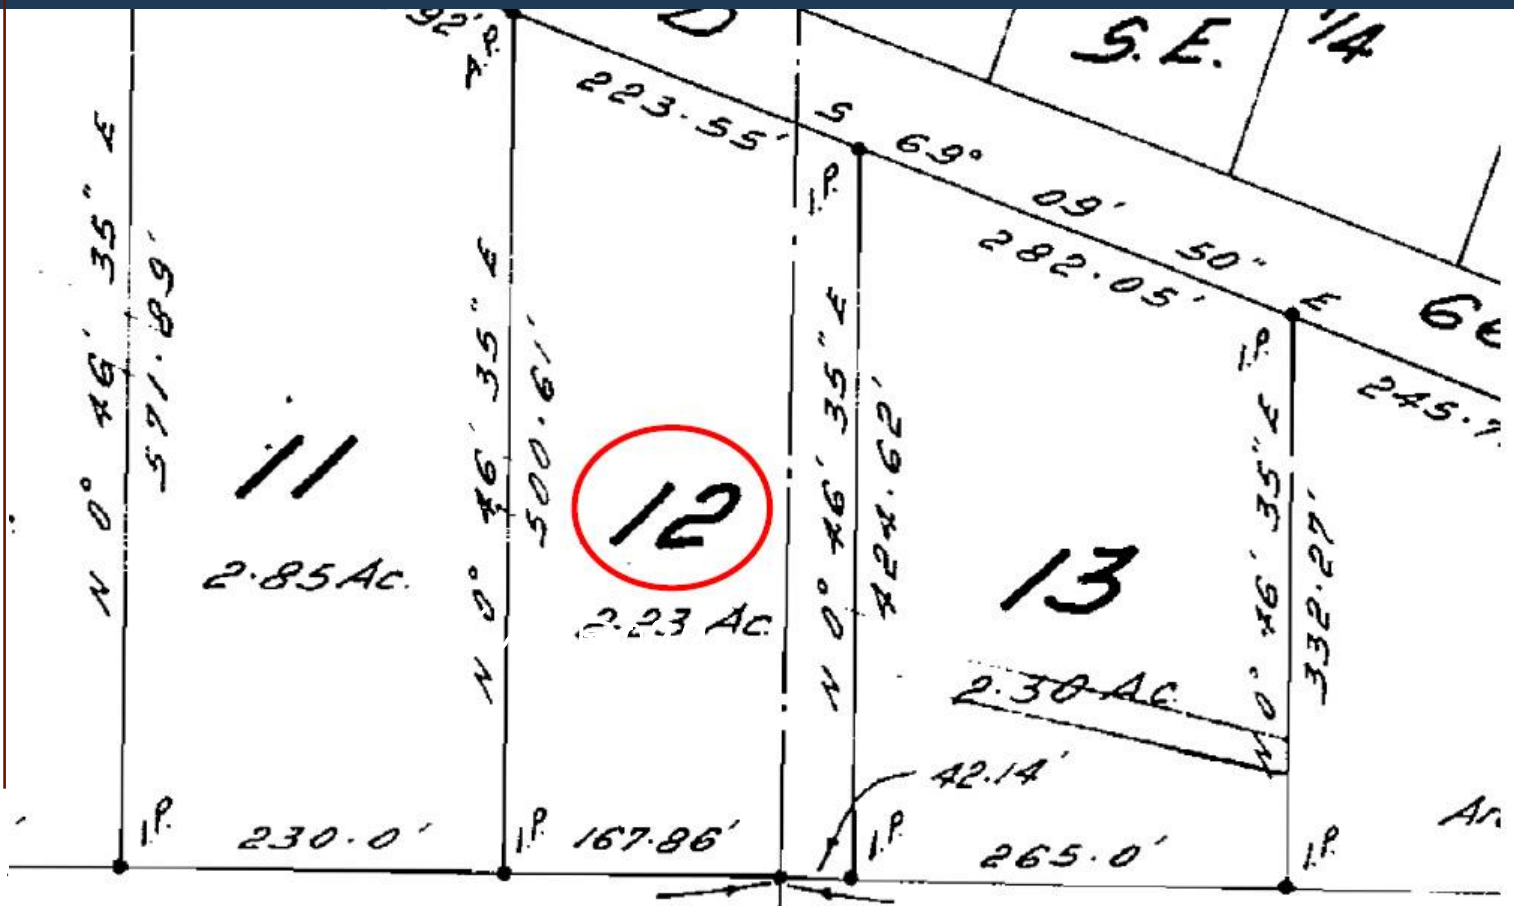 92'
I.P.
D
S.E. 1/4
223.55'
S 69° 09' 50" E
I.P.
282.05'
I.P.
245.7
N 0° 46' 35" E
571.89'
N 0° 46' 35" E
500.61'
N 0° 46' 35" E
424.62'
N 0° 46' 35" E
332.27'
11
2.85 Ac.
12
2.23 Ac.
13
2.30 Ac.
42.14'
I.P.
230.0'
I.P.
167.86'
I.P.
265.0'
I.P.